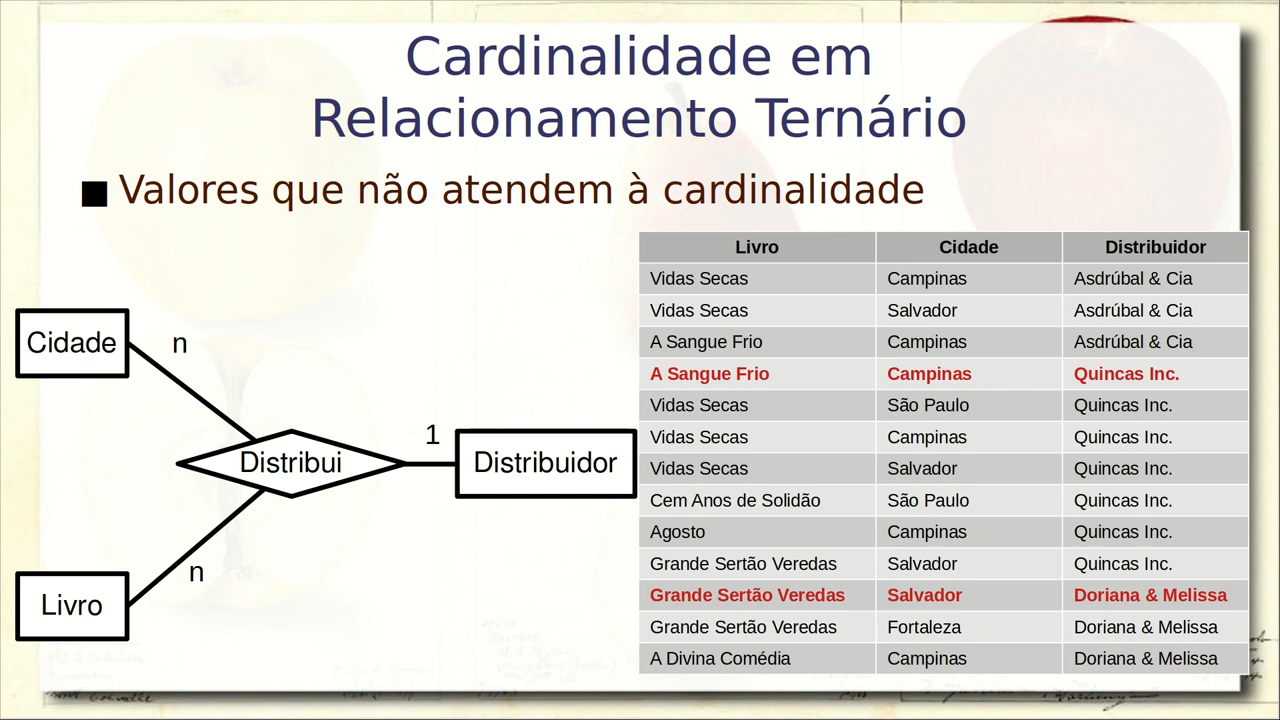 Cardinalidade em
Relacionamento Ternário
Valores que não atendem à cardinalidade
Livro Cidade Distribuidor
Vidas Secas Campinas Asdrúbal & Cia
Vidas Secas Salvador Asdrúbal & Cia
A Sangue Frio Campinas Asdrúbal & Cia
A Sangue Frio Campinas Quincas Inc.
Vidas Secas São Paulo Quincas Inc.
Vidas Secas Campinas Quincas Inc.
Vidas Secas Salvador Quincas Inc.
Cem Anos de Solidão São Paulo Quincas Inc.
Agosto Campinas Quincas Inc.
Grande Sertão Veredas Salvador Quincas Inc.
Grande Sertão Veredas Salvador Doriana & Melissa
Grande Sertão Veredas Fortaleza Doriana & Melissa
A Divina Comédia Campinas Doriana & Melissa
Cidade
n
Distribui
1
Distribuidor
n
Livro